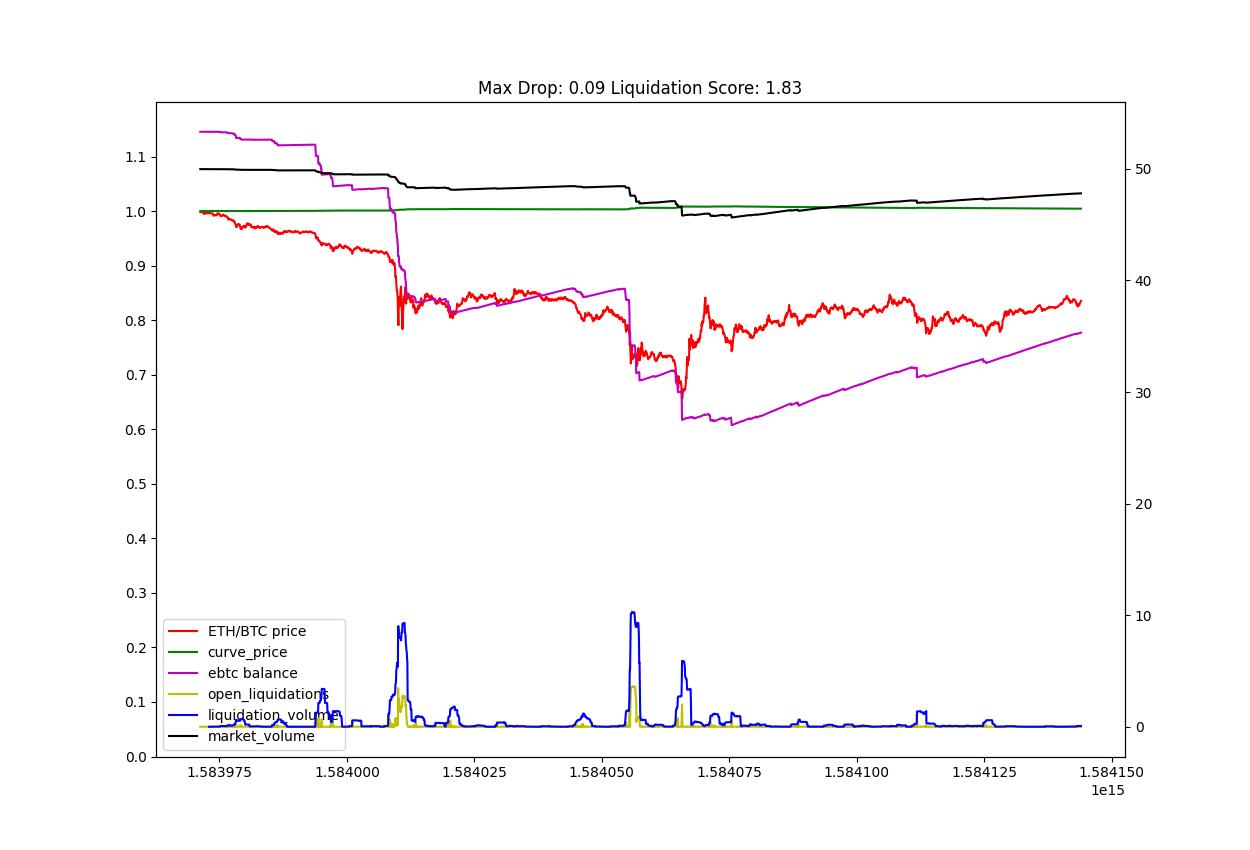 Max Drop: 0.09 Liquidation Score: 1.83
1.1
1.0
0.9
0.8
0.7
0.6
0.5
0.4
0.3
0.2
0.1
0.0
50
40
30
20
10
0
ETH/BTC price
curve_price
ebtc balance
open_liquidations
liquidation_volume
market_volume
1.583975 1.584000 1.584025 1.584050 1.584075 1.584100 1.584125 1.584150
1e15